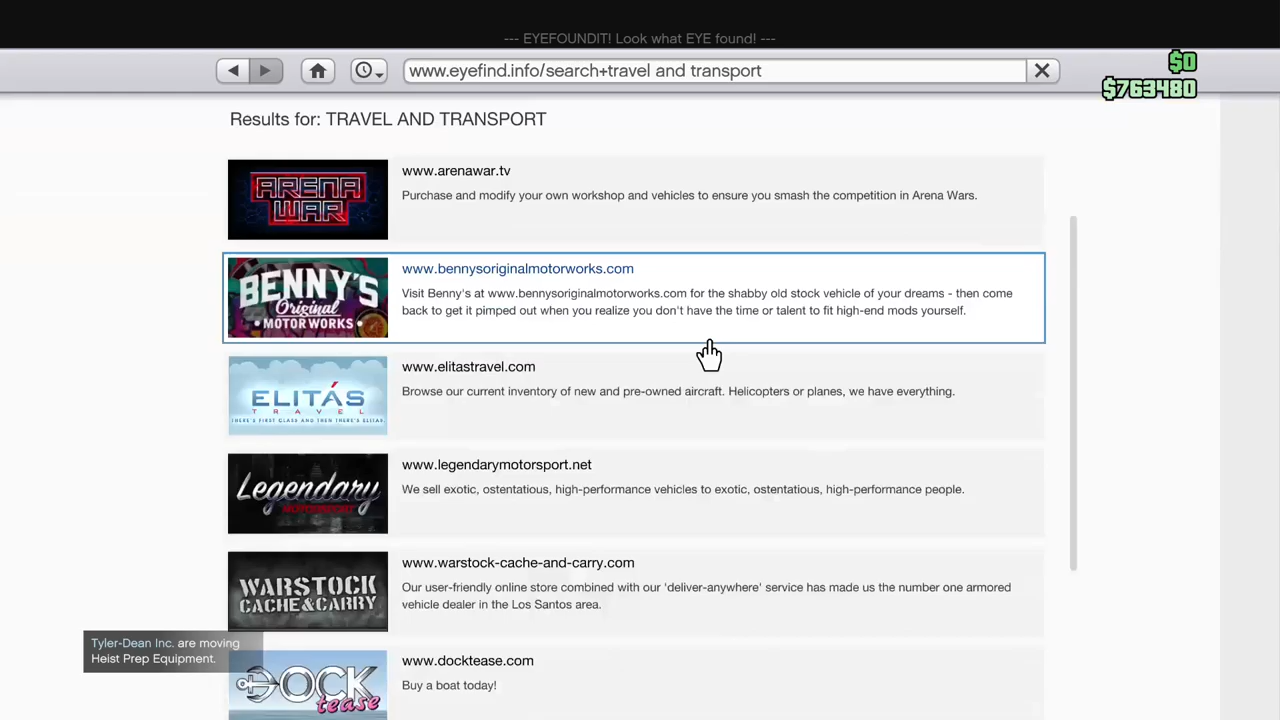 --- EYEFOUNDIT! Look what EYE found! ---
www.eyefind.info/search+travel and transport
$0
$763480
Results for: TRAVEL AND TRANSPORT
ARENA
WAR
www.arenawar.tv
Purchase and modify your own workshop and vehicles to ensure you smash the competition in Arena Wars.
BENNY'S
Original
MOTOR WORKS
www.bennysoriginalmotorworks.com
Visit Benny's at www.bennysoriginalmotorworks.com for the shabby old stock vehicle of your dreams - then come
back to get it pimped out when you realize you don't have the time or talent to fit high-end mods yourself.
ELITÁS
TRAVEL
THERE'S FIRST CLASS AND THEN THERE'S ELITÁS.
www.elitastravel.com
Browse our current inventory of new and pre-owned aircraft. Helicopters or planes, we have everything.
Legendary
MOTORSPORT
www.legendarymotorsport.net
We sell exotic, ostentatious, high-performance vehicles to exotic, ostentatious, high-performance people.
WARSTOCK
CACHE&CARRY
www.warstock-cache-and-carry.com
Our user-friendly online store combined with our 'deliver-anywhere' service has made us the number one armored
vehicle dealer in the Los Santos area.
Tyler-Dean Inc. are moving
Heist Prep Equipment.
DOCK
tease
www.docktease.com
Buy a boat today!